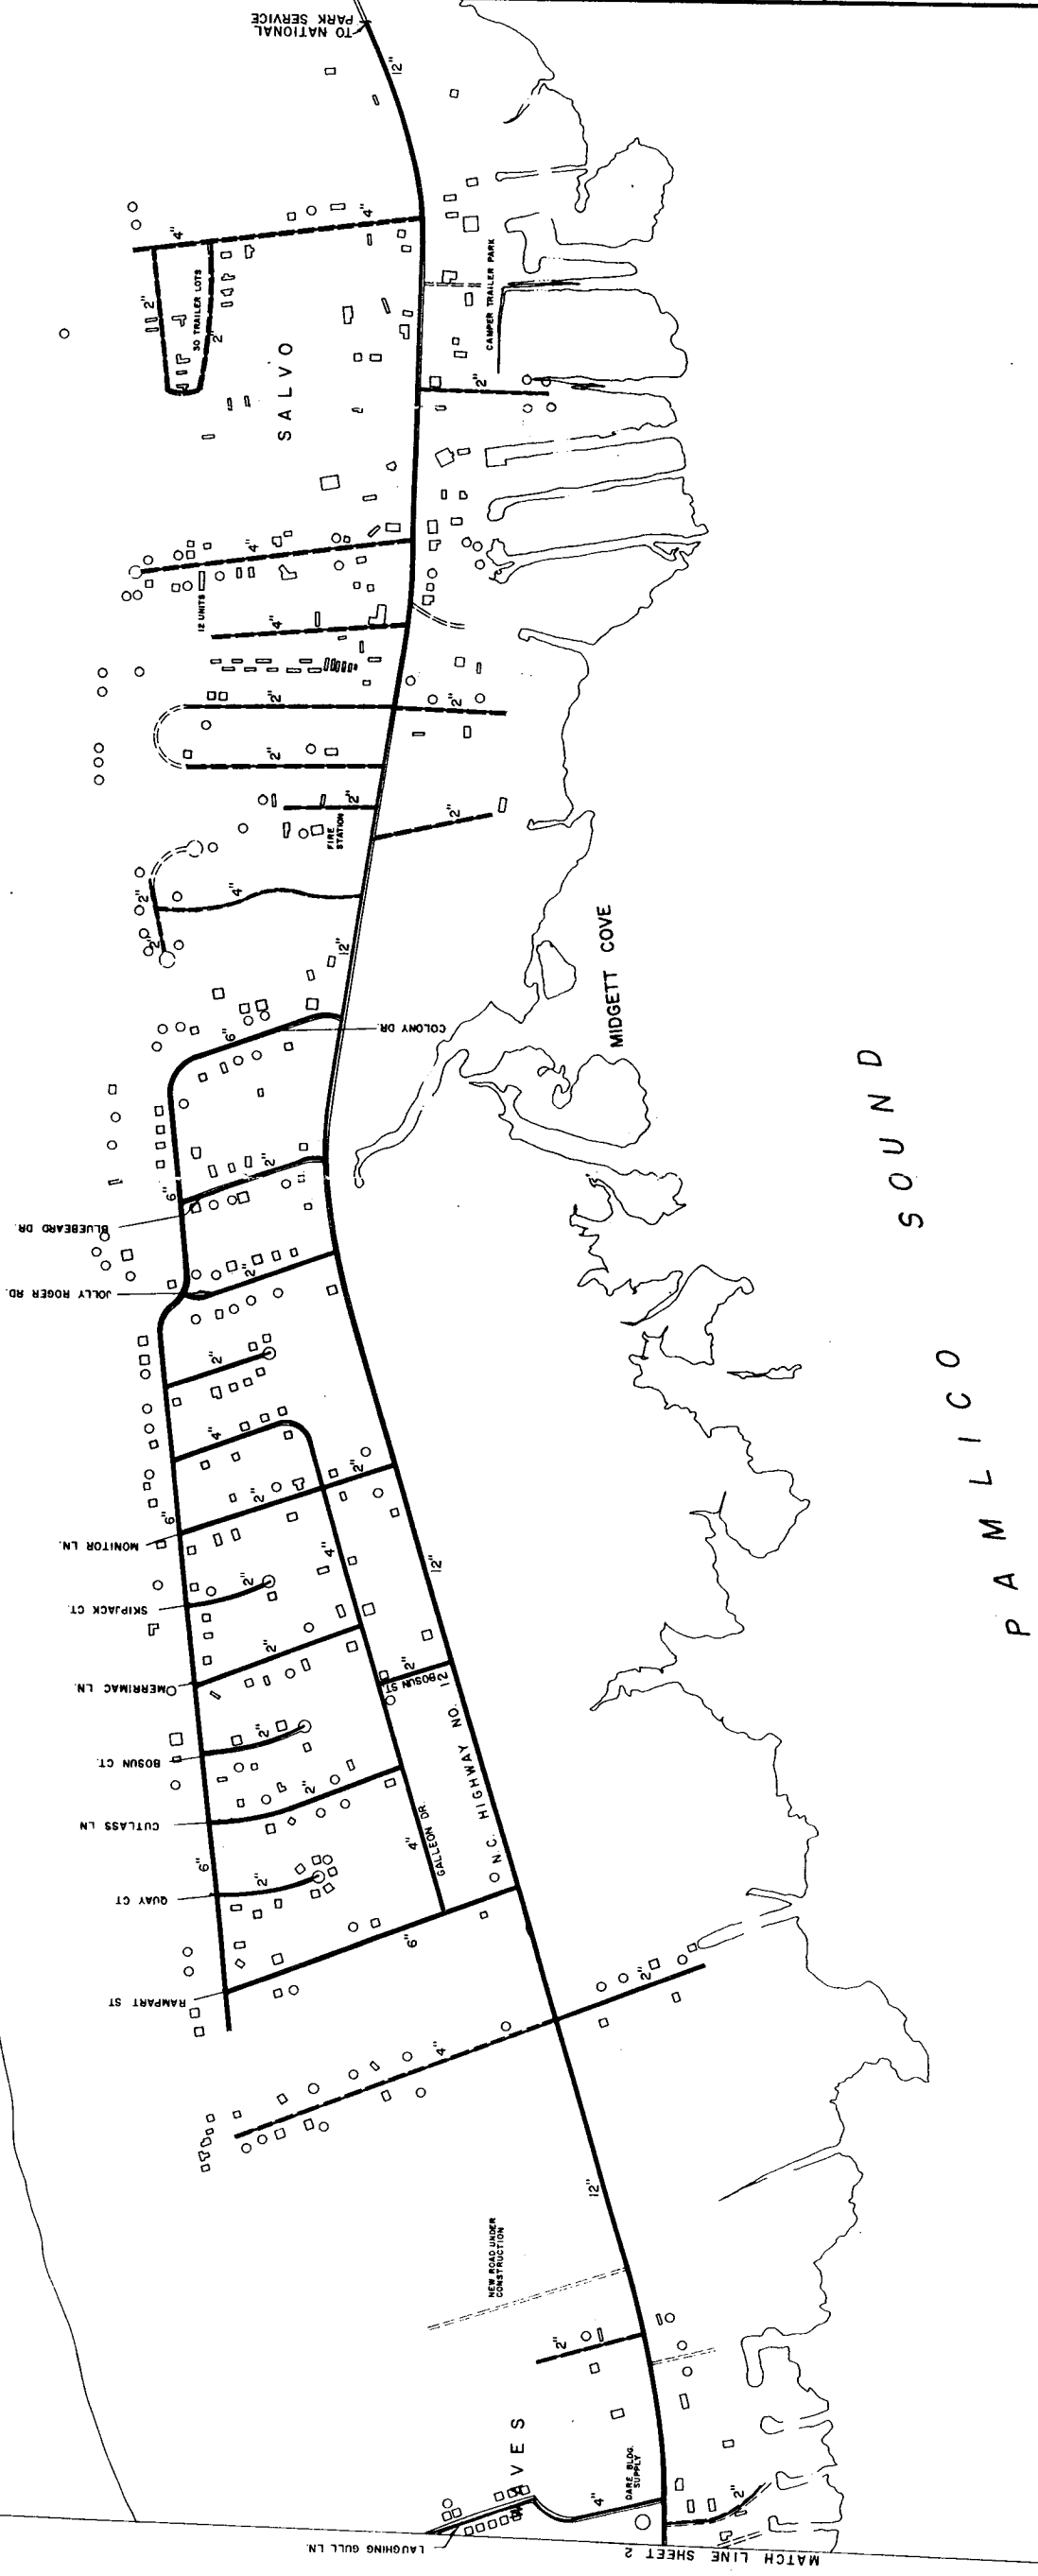 TO NATIONAL
PARK SERVICE
12"
4"
4"
2"
30 TRAILER LOTS
2"
SALVO
CAMPER TRAILER PARK
2"
4"
12 UNITS
4"
2"
2"
2"
2"
FIRE
STATION
2"
2"
4"
2"
12"
MIDGETT COVE
COLONY DR.
6"
2"
6"
BLUEBEARD DR.
JOLLY ROGER RD.
2"
2"
4"
2"
2"
6"
MONITOR LN.
4"
12"
SKIPJACK CT.
2"
MERRIMAC LN.
2"
2"
BOSUN ST.
BOSUN CT.
2"
N.C. HIGHWAY NO. 12
CUTLASS LN
2"
4"
GALLEON DR.
6"
QUAY CT
2"
RAMPART ST
6"
2"
4"
12"
NEW ROAD UNDER
CONSTRUCTION
2"
WAVES
DARE BLDG.
SUPPLY
4"
2"
LAUGHING GULL LN.
MATCH LINE SHEET 2
PAMLICO SOUND